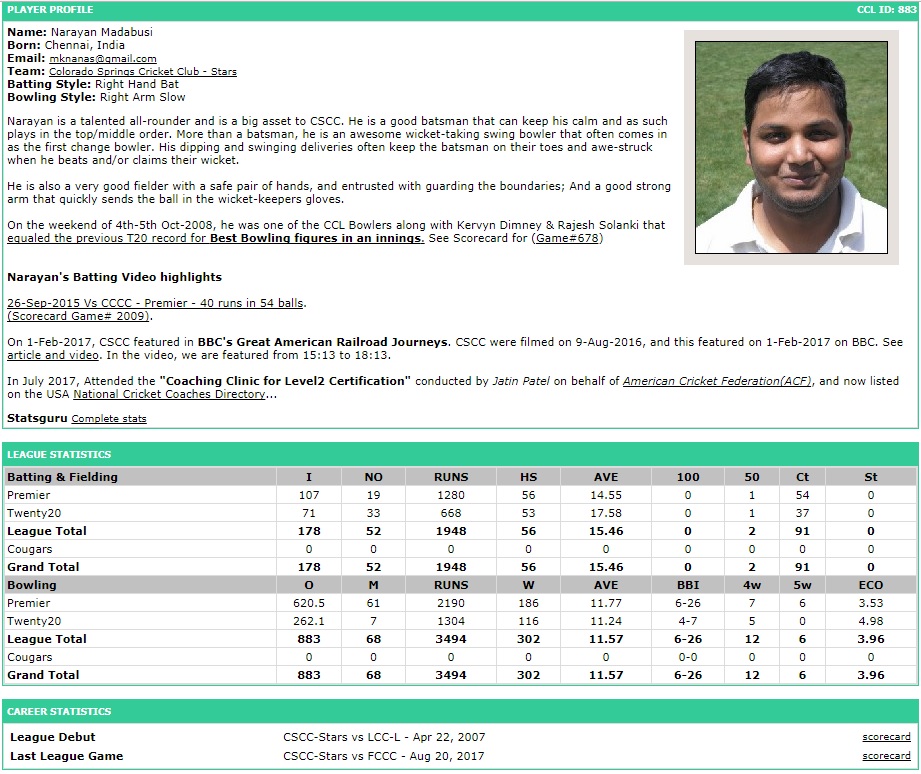 PLAYER PROFILE CCL ID: 883
Name: Narayan Madabusi
Born: Chennai, India
Email: mknanas@gmail.com
Team: Colorado Springs Cricket Club - Stars
Batting Style: Right Hand Bat
Bowling Style: Right Arm Slow
Narayan is a talented all-rounder and is a big asset to CSCC. He is a good batsman that can keep his calm and as such
plays in the top/middle order. More than a batsman, he is an awesome wicket-taking swing bowler that often comes in
as the first change bowler. His dipping and swinging deliveries often keep the batsman on their toes and awe-struck
when he beats and/or claims their wicket.
He is also a very good fielder with a safe pair of hands, and entrusted with guarding the boundaries; And a good strong
arm that quickly sends the ball in the wicket-keepers gloves.
On the weekend of 4th-5th Oct-2008, he was one of the CCL Bowlers along with Kervyn Dimney & Rajesh Solanki that
equaled the previous T20 record for Best Bowling figures in an innings. See Scorecard for (Game#678)
Narayan's Batting Video highlights
26-Sep-2015 Vs CCCC - Premier - 40 runs in 54 balls.
(Scorecard Game# 2009).
On 1-Feb-2017, CSCC featured in BBC's Great American Railroad Journeys. CSCC were filmed on 9-Aug-2016, and this featured on 1-Feb-2017 on BBC. See
article and video. In the video, we are featured from 15:13 to 18:13.
In July 2017, Attended the "Coaching Clinic for Level2 Certification" conducted by Jatin Patel on behalf of American Cricket Federation(ACF), and now listed
on the USA National Cricket Coaches Directory...
Statsguru Complete stats
LEAGUE STATISTICS
Batting & Fielding I NO RUNS HS AVE 100 50 Ct St
Premier 107 19 1280 56 14.55 0 1 54 0
Twenty20 71 33 668 53 17.58 0 1 37 0
League Total 178 52 1948 56 15.46 0 2 91 0
Cougars 0 0 0 0 0 0 0 0 0
Grand Total 178 52 1948 56 15.46 0 2 91 0
Bowling O M RUNS W AVE BBI 4w 5w ECO
Premier 620.5 61 2190 186 11.77 6-26 7 6 3.53
Twenty20 262.1 7 1304 116 11.24 4-7 5 0 4.98
League Total 883 68 3494 302 11.57 6-26 12 6 3.96
Cougars 0 0 0 0 0 0-0 0 0 0
Grand Total 883 68 3494 302 11.57 6-26 12 6 3.96
CAREER STATISTICS
League Debut CSCC-Stars vs LCC-L - Apr 22, 2007 scorecard
Last League Game CSCC-Stars vs FCCC - Aug 20, 2017 scorecard